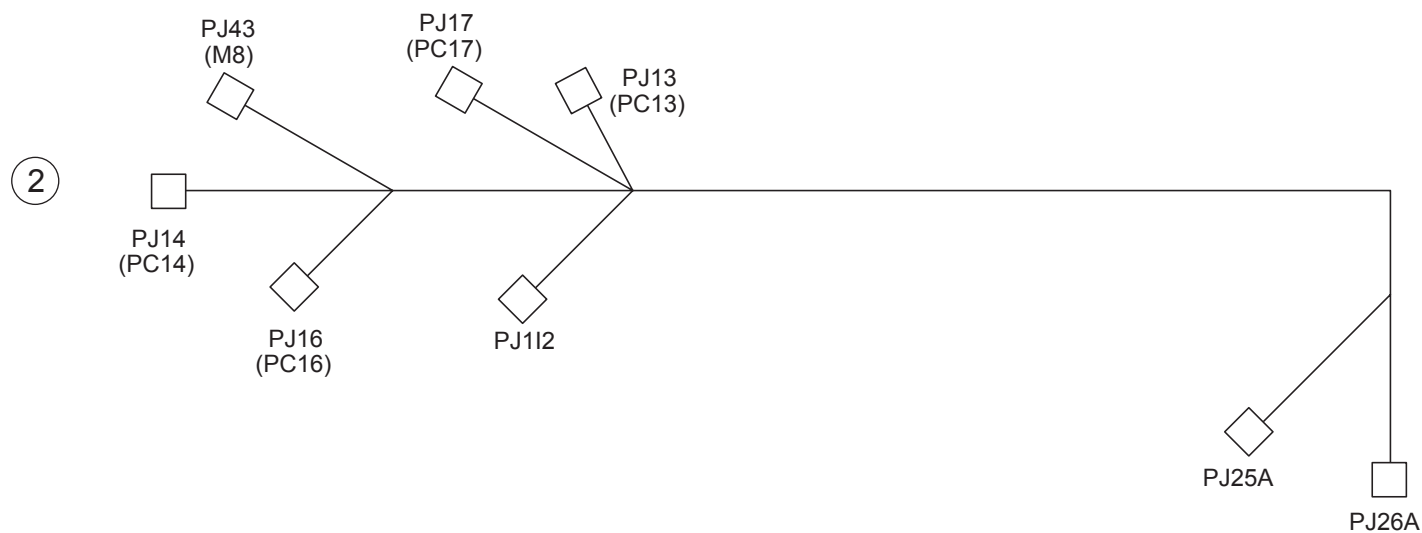 PJ43
(M8)
PJ17
(PC17)
PJ13
(PC13)
2
PJ14
(PC14)
PJ16
(PC16)
PJ1I2
PJ25A
PJ26A